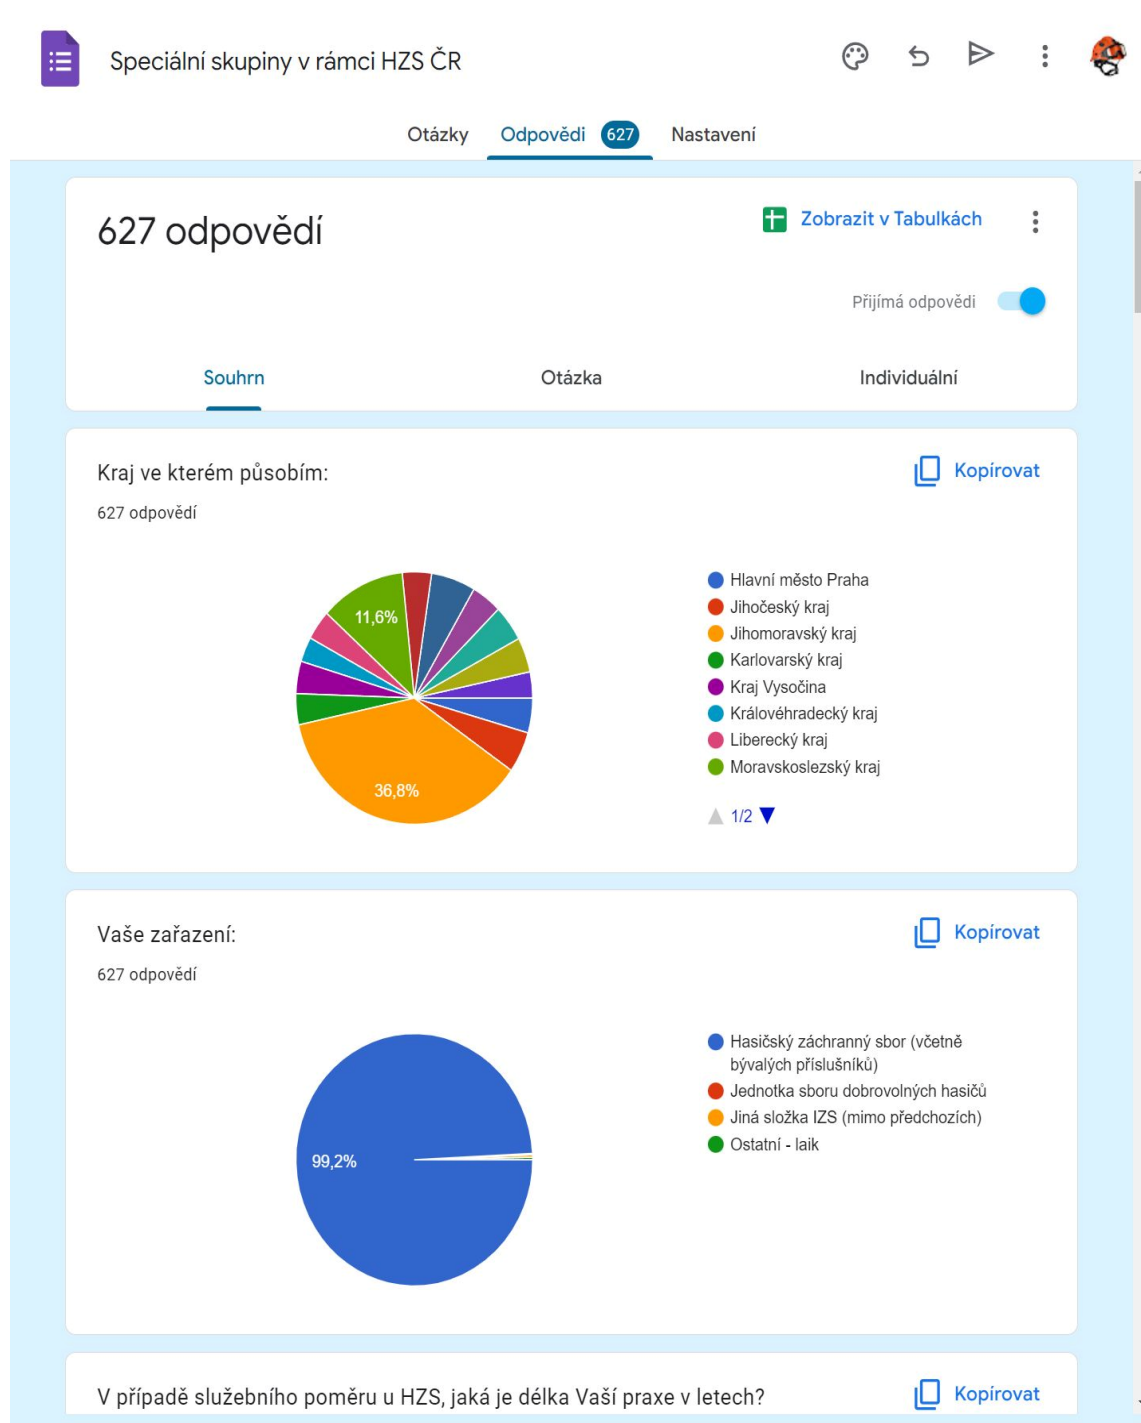 Speciální skupiny v rámci HZS ČR
Otázky Odpovědi 627 Nastavení
627 odpovědí
Zobrazit v Tabulkách
Přijímá odpovědi
Souhrn Otázka Individuální
Kraj ve kterém působím:
Kopírovat
627 odpovědí
11,6%
36,8%
Hlavní město Praha
Jihočeský kraj
Jihomoravský kraj
Karlovarský kraj
Kraj Vysočina
Královéhradecký kraj
Liberecký kraj
Moravskoslezský kraj
1/2
Vaše zařazení:
Kopírovat
627 odpovědí
99,2%
Hasičský záchranný sbor (včetně
bývalých příslušníků)
Jednotka sboru dobrovolných hasičů
Jiná složka IZS (mimo předchozích)
Ostatní - laik
V případě služebního poměru u HZS, jaká je délka Vaší praxe v letech?
Kopírovat